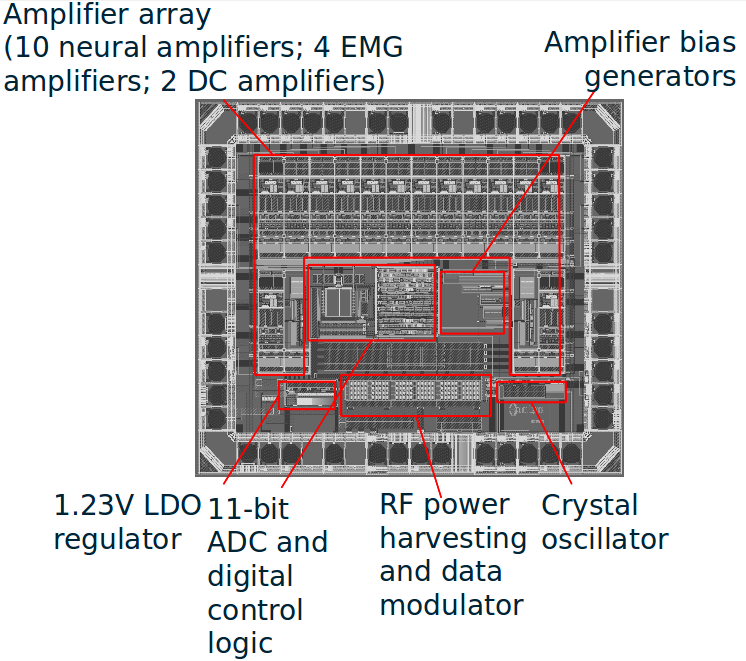 Amplifier array
(10 neural amplifiers; 4 EMG
amplifiers; 2 DC amplifiers)
Amplifier bias
generators
1.23V LDO
regulator
11-bit
ADC and
digital
control
logic
RF power
harvesting
and data
modulator
Crystal
oscillator